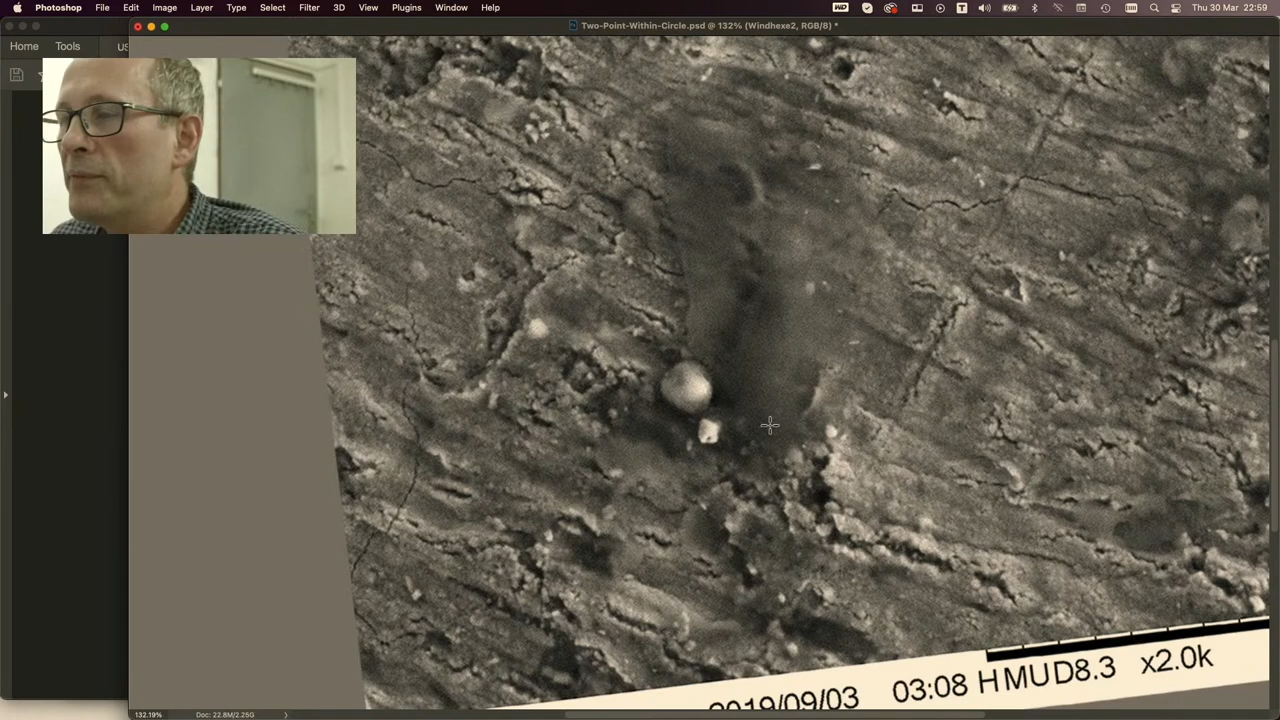 Photoshop File Edit Image Layer Type Select Filter 3D View Plugins Window Help Thu 30 Mar 22:59
Two-Point-Within-Circle.psd @ 132% (Windhexe2, RGB/8) *
Home Tools US
2019/09/03 03:08 HMUD8.3 x2.0k
132.19% Doc: 22.8M/2.25G